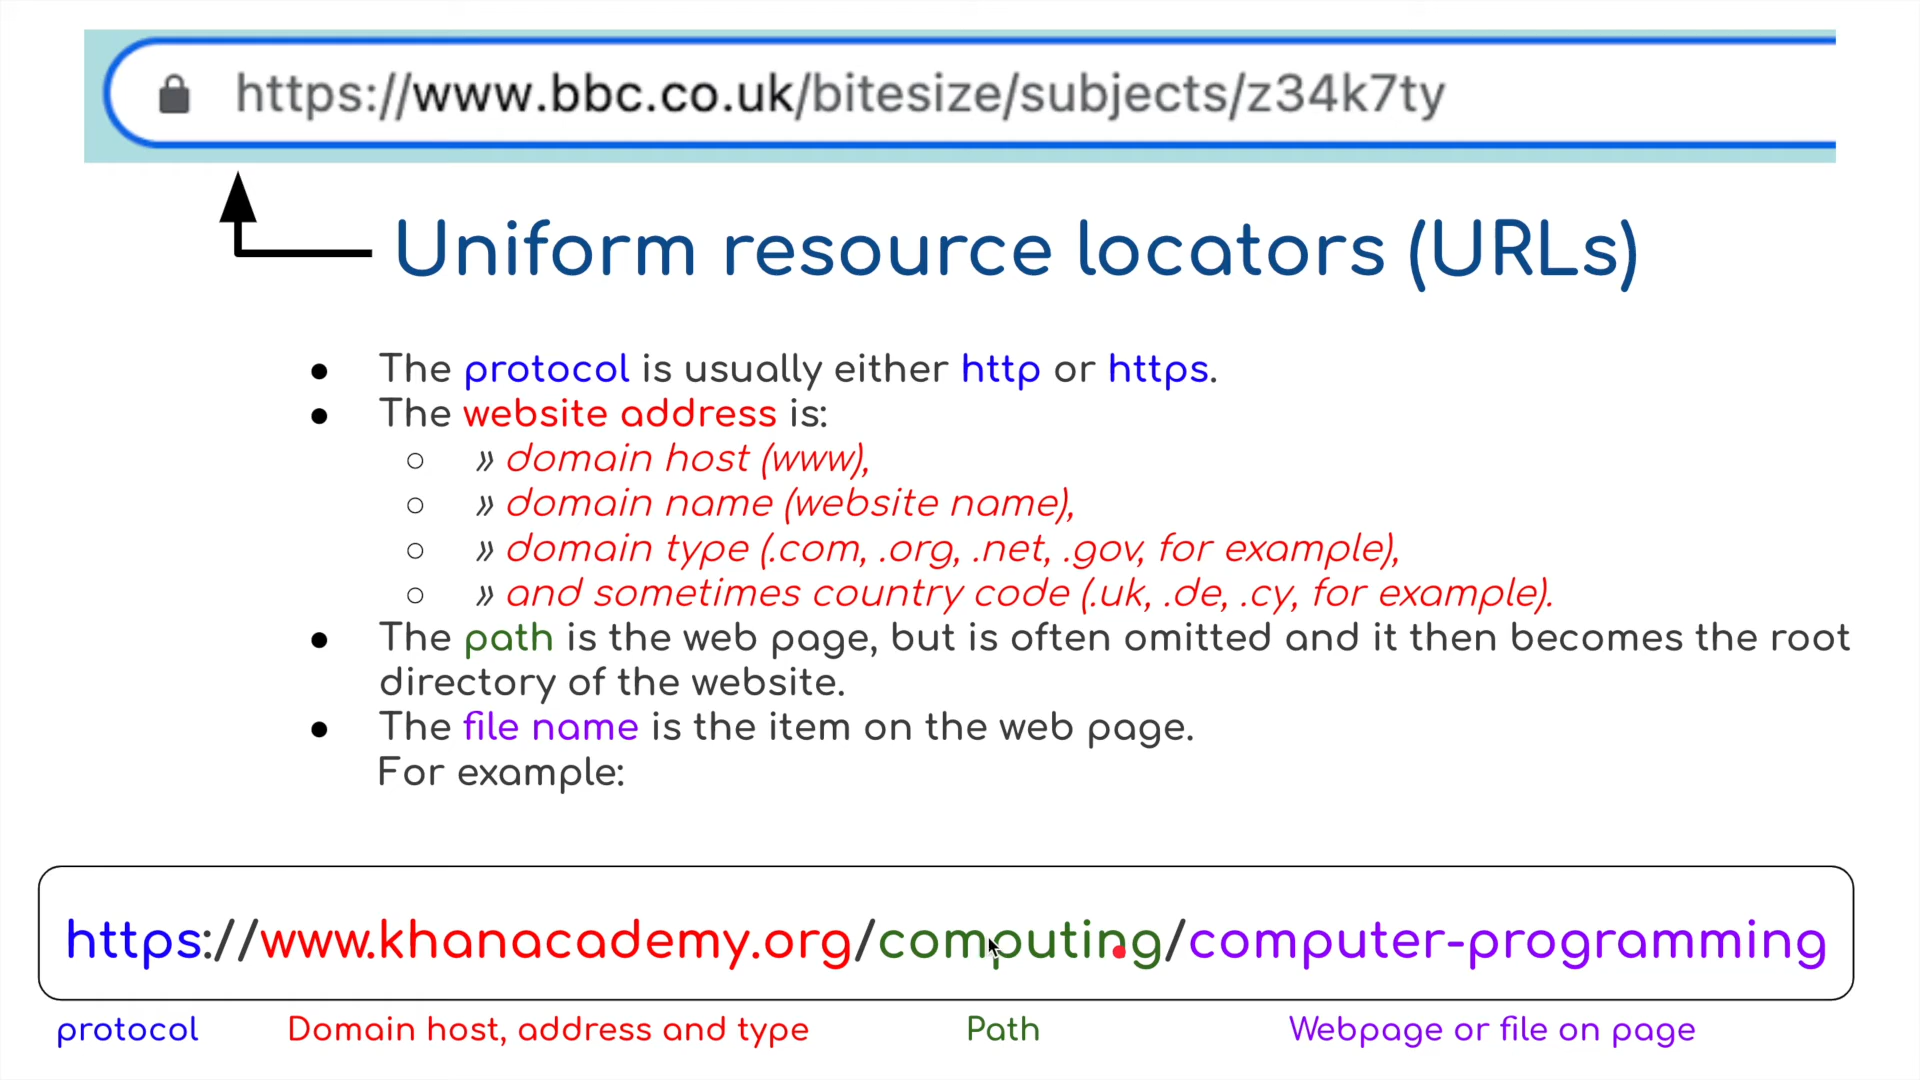 https://www.bbc.co.uk/bitesize/subjects/z34k7ty
Uniform resource locators (URLs)
● The protocol is usually either http or https.
● The website address is:
○ » domain host (www),
○ » domain name (website name),
○ » domain type (.com, .org, .net, .gov, for example),
○ » and sometimes country code (.uk, .de, .cy, for example).
● The path is the web page, but is often omitted and it then becomes the root
directory of the website.
● The file name is the item on the web page.
For example:
https://www.khanacademy.org/computing/computer-programming
protocol Domain host, address and type Path Webpage or file on page